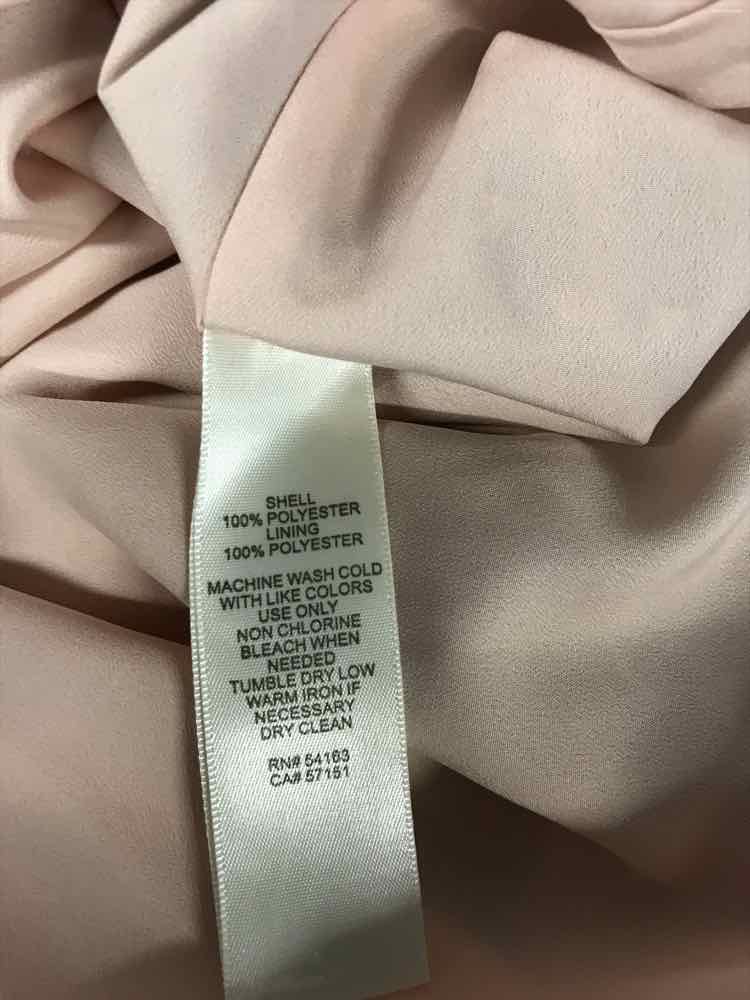 SHELL
100% POLYESTER
LINING
100% POLYESTER
MACHINE WASH COLD
WITH LIKE COLORS
USE ONLY
NON CHLORINE
BLEACH WHEN
NEEDED
TUMBLE DRY LOW
WARM IRON IF
NECESSARY
DRY CLEAN
RN# 54163
CA# 57151